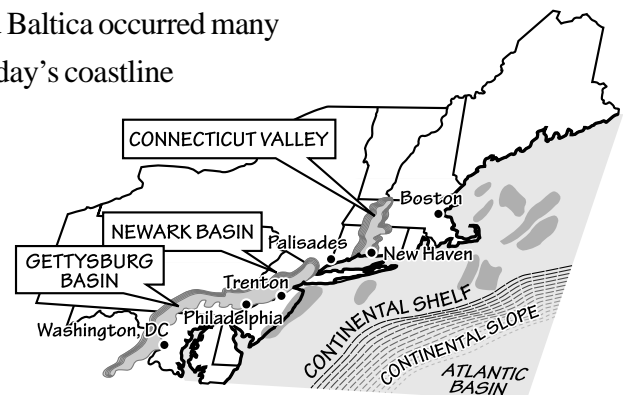 Baltica occurred many
day's coastline
CONNECTICUT VALLEY
Boston
NEWARK BASIN
Palisades
New Haven
GETTYSBURG
BASIN
Trenton
Philadelphia
Washington, DC
CONTINENTAL SHELF
CONTINENTAL SLOPE
ATLANTIC
BASIN